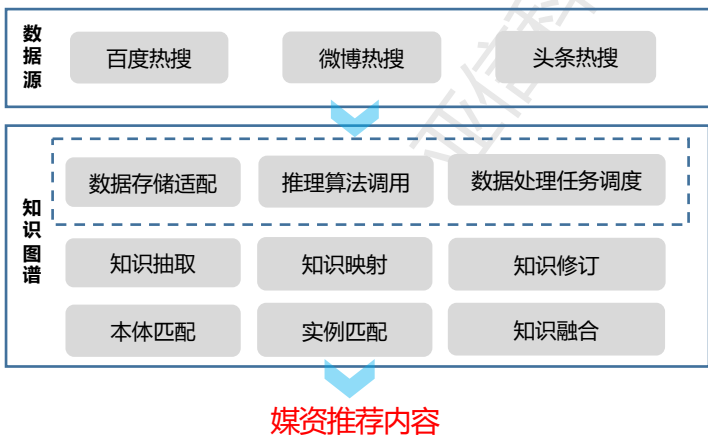 数据源
百度热搜
微博热搜
头条热搜
知识图谱
数据存储适配
推理算法调用
数据处理任务调度
知识抽取
知识映射
知识修订
本体匹配
实例匹配
知识融合
媒资推荐内容
亚信科